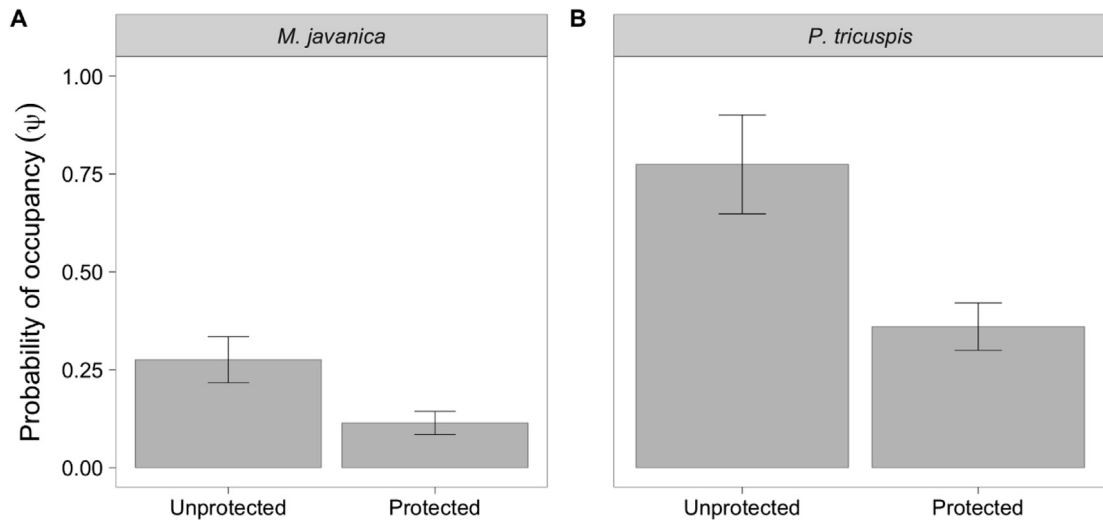 A
B
M. javanica
P. tricuspis
Probability of occupancy (ψ)
1.00
0.75
0.50
0.25
0.00
Unprotected
Protected
Unprotected
Protected